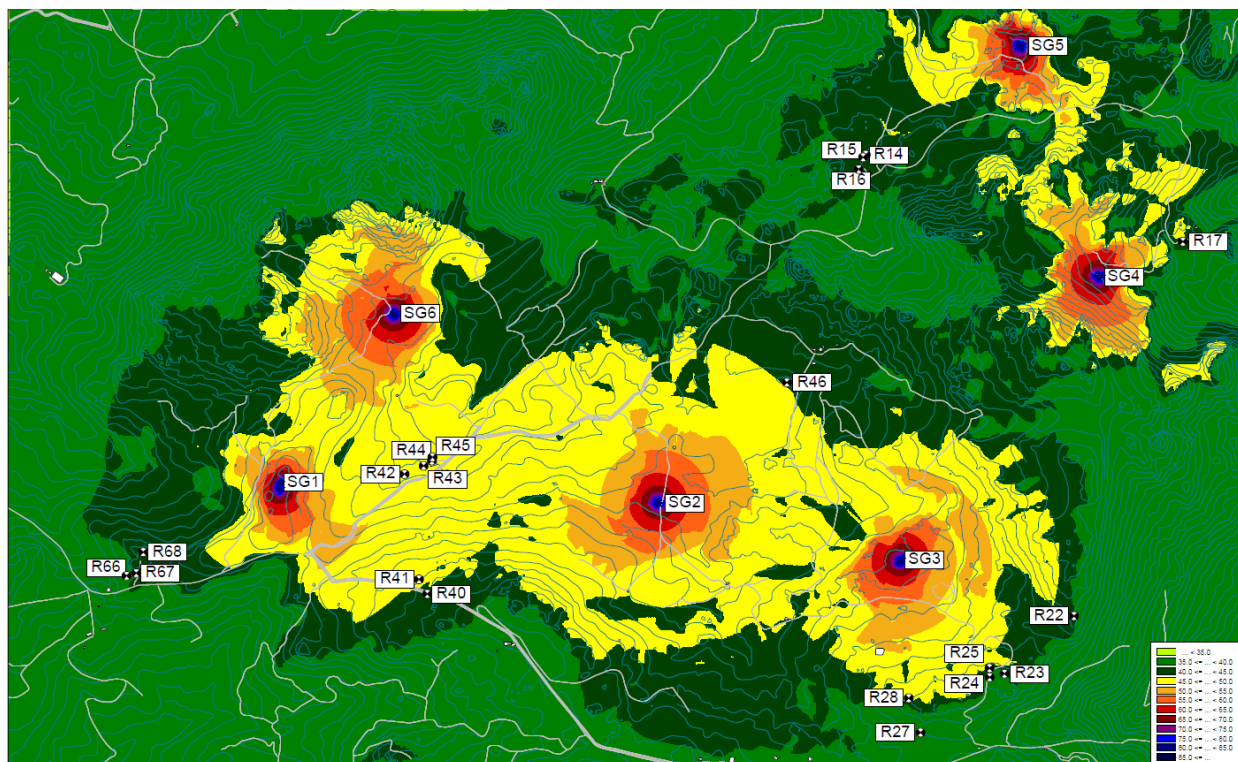 SG5
R15
R14
R16
R17
SG4
SG6
R46
R45
R44
R42
R43
SG1
SG2
SG3
R68
R66
R67
R41
R40
R22
R25
R23
R24
R28
R27
... < 35.0
35.0 <= ... < 40.0
40.0 <= ... < 45.0
45.0 <= ... < 50.0
50.0 <= ... < 55.0
55.0 <= ... < 60.0
60.0 <= ... < 65.0
65.0 <= ... < 70.0
70.0 <= ... < 75.0
75.0 <= ... < 80.0
80.0 <= ... < 85.0
85.0 <= ...